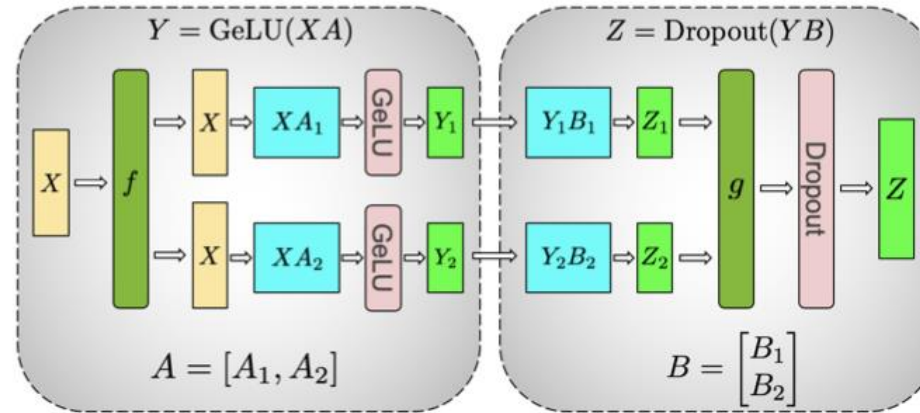 Y = GeLU(XA)
Z = Dropout(YB)
X
f
X
XA₁
GeLU
Y₁
Y₁B₁
Z₁
X
XA₂
GeLU
Y₂
Y₂B₂
Z₂
g
Dropout
Z
A = [A₁, A₂]
B = [B₁
B₂]